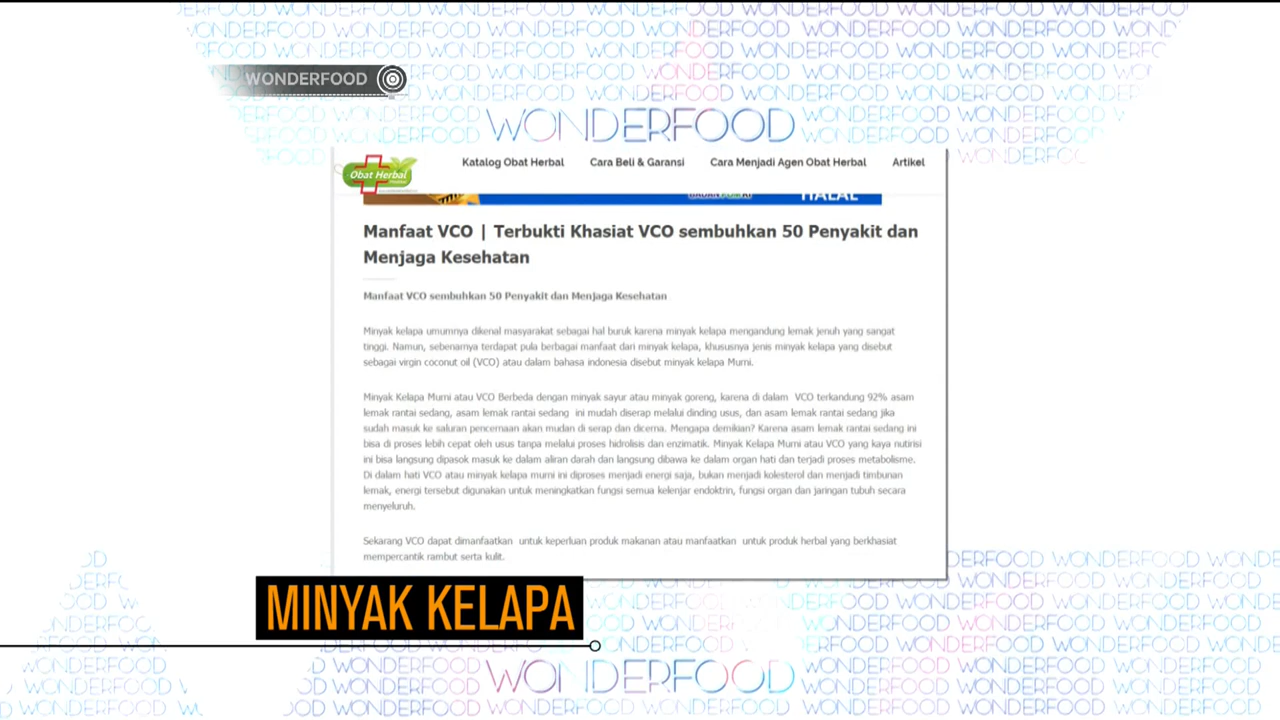 WONDERFOOD
WONDERFOOD
Obat Herbal
Katalog Obat Herbal
Cara Beli & Garansi
Cara Menjadi Agen Obat Herbal
Artikel
HALAL
Manfaat VCO | Terbukti Khasiat VCO sembuhkan 50 Penyakit dan
Menjaga Kesehatan
Manfaat VCO sembuhkan 50 Penyakit dan Menjaga Kesehatan
Minyak kelapa umumnya dikenal masyarakat sebagai hal buruk karena minyak kelapa mengandung lemak jenuh yang sangat
tinggi. Namun, sebenarnya terdapat pula berbagai manfaat dari minyak kelapa, khususnya jenis minyak kelapa yang disebut
sebagai virgin coconut oil (VCO) atau dalam bahasa indonesia disebut minyak kelapa Murni.
Minyak Kelapa Murni atau VCO Berbeda dengan minyak sayur atau minyak goreng, karena di dalam VCO terkandung 92% asam
lemak rantai sedang, asam lemak rantai sedang ini mudah diserap melalui dinding usus, dan asam lemak rantai sedang jika
sudah masuk ke saluran pencernaan akan mudan di serap dan dicerna. Mengapa demikian? Karena asam lemak rantai sedang ini
bisa di proses lebih cepat oleh usus tanpa melalui proses hidrolisis dan enzimatik. Minyak Kelapa Murni atau VCO yang kaya nutirisi
ini bisa langsung dipasok masuk ke dalam aliran darah dan langsung dibawa ke dalam organ hati dan terjadi proses metabolisme.
Di dalam hati VCO atau minyak kelapa murni ini diproses menjadi energi saja, bukan menjadi kolesterol dan menjadi timbunan
lemak, energi tersebut digunakan untuk meningkatkan fungsi semua kelenjar endoktrin, fungsi organ dan jaringan tubuh secara
menyeluruh.
Sekarang VCO dapat dimanfaatkan untuk keperluan produk makanan atau manfaatkan untuk produk herbal yang berkhasiat
mempercantik rambut serta kulit.
MINYAK KELAPA
WONDERFOOD